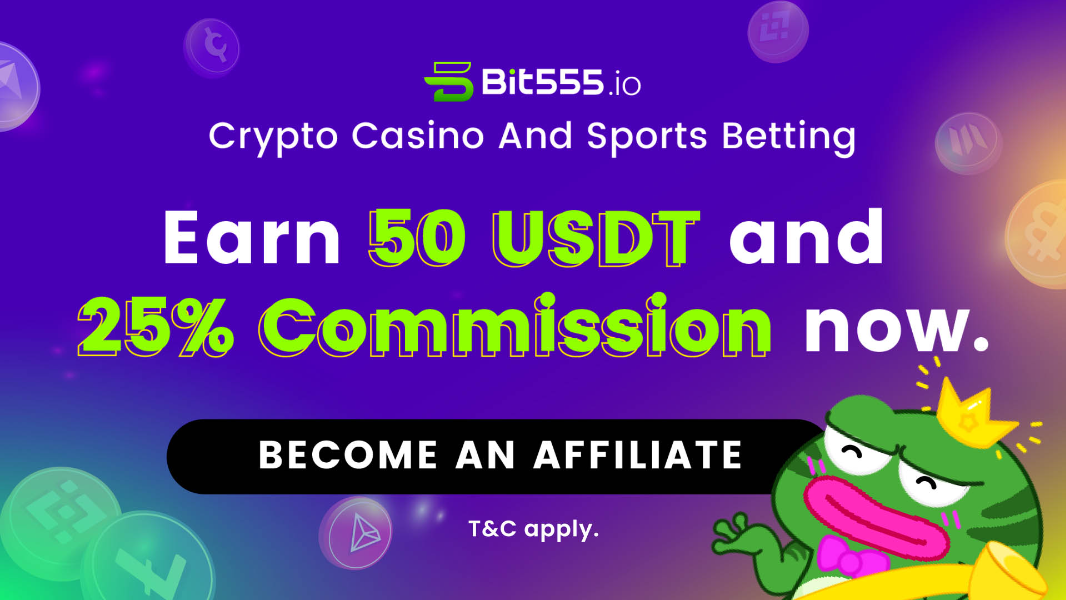 Bit555.io
Crypto Casino And Sports Betting
Earn 50 USDT and
25% Commission now.
BECOME AN AFFILIATE
T&C apply.